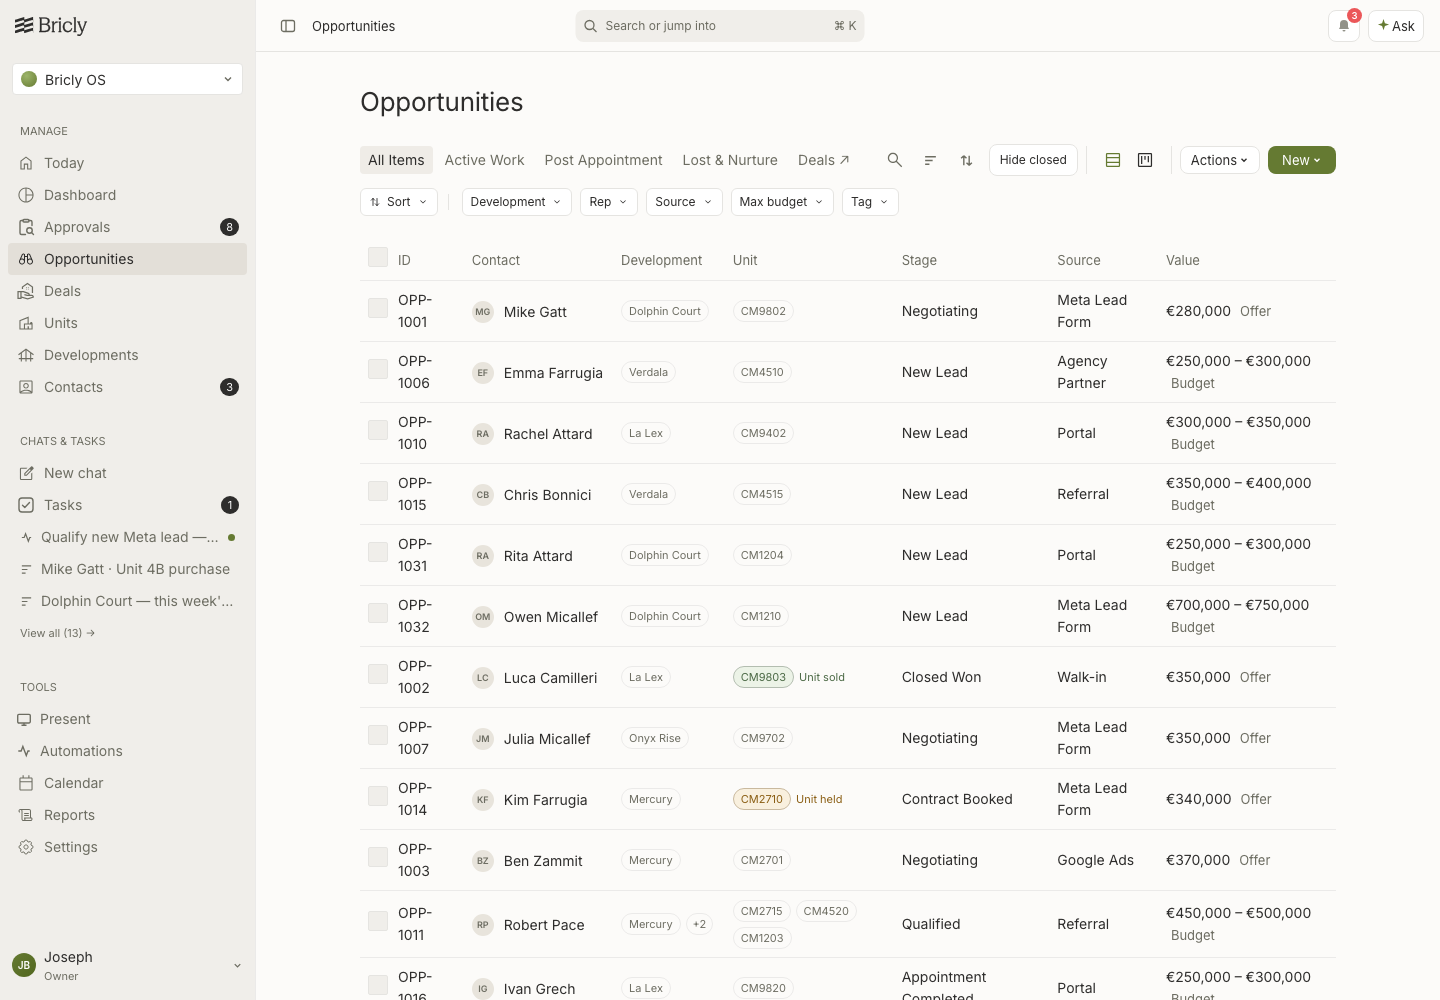 Bricly
Opportunities
Search or jump into
⌘ K
3
Ask
Bricly OS
MANAGE
Today
Dashboard
Approvals
8
Opportunities
Deals
Units
Developments
Contacts
3
CHATS & TASKS
New chat
Tasks
1
Qualify new Meta lead —...
Mike Gatt · Unit 4B purchase
Dolphin Court — this week'...
View all (13) →
TOOLS
Present
Automations
Calendar
Reports
Settings
JB
Joseph
Owner
Opportunities
All Items
Active Work
Post Appointment
Lost & Nurture
Deals ↗
Hide closed
Actions
New
Sort
Development
Rep
Source
Max budget
Tag
ID Contact Development Unit Stage Source Value
OPP-
1001
MG Mike Gatt
Dolphin Court
CM9802
Negotiating
Meta Lead
Form
€280,000 Offer
OPP-
1006
EF Emma Farrugia
Verdala
CM4510
New Lead
Agency
Partner
€250,000 – €300,000
Budget
OPP-
1010
RA Rachel Attard
La Lex
CM9402
New Lead
Portal
€300,000 – €350,000
Budget
OPP-
1015
CB Chris Bonnici
Verdala
CM4515
New Lead
Referral
€350,000 – €400,000
Budget
OPP-
1031
RA Rita Attard
Dolphin Court
CM1204
New Lead
Portal
€250,000 – €300,000
Budget
OPP-
1032
OM Owen Micallef
Dolphin Court
CM1210
New Lead
Meta Lead
Form
€700,000 – €750,000
Budget
OPP-
1002
LC Luca Camilleri
La Lex
CM9803 Unit sold
Closed Won
Walk-in
€350,000 Offer
OPP-
1007
JM Julia Micallef
Onyx Rise
CM9702
Negotiating
Meta Lead
Form
€350,000 Offer
OPP-
1014
KF Kim Farrugia
Mercury
CM2710 Unit held
Contract Booked
Meta Lead
Form
€340,000 Offer
OPP-
1003
BZ Ben Zammit
Mercury
CM2701
Negotiating
Google Ads
€370,000 Offer
OPP-
1011
RP Robert Pace
Mercury +2
CM2715 CM4520
CM1203
Qualified
Referral
€450,000 – €500,000
Budget
OPP-
1016
IG Ivan Grech
La Lex
CM9820
Appointment
Completed
Portal
€250,000 – €300,000
Budget